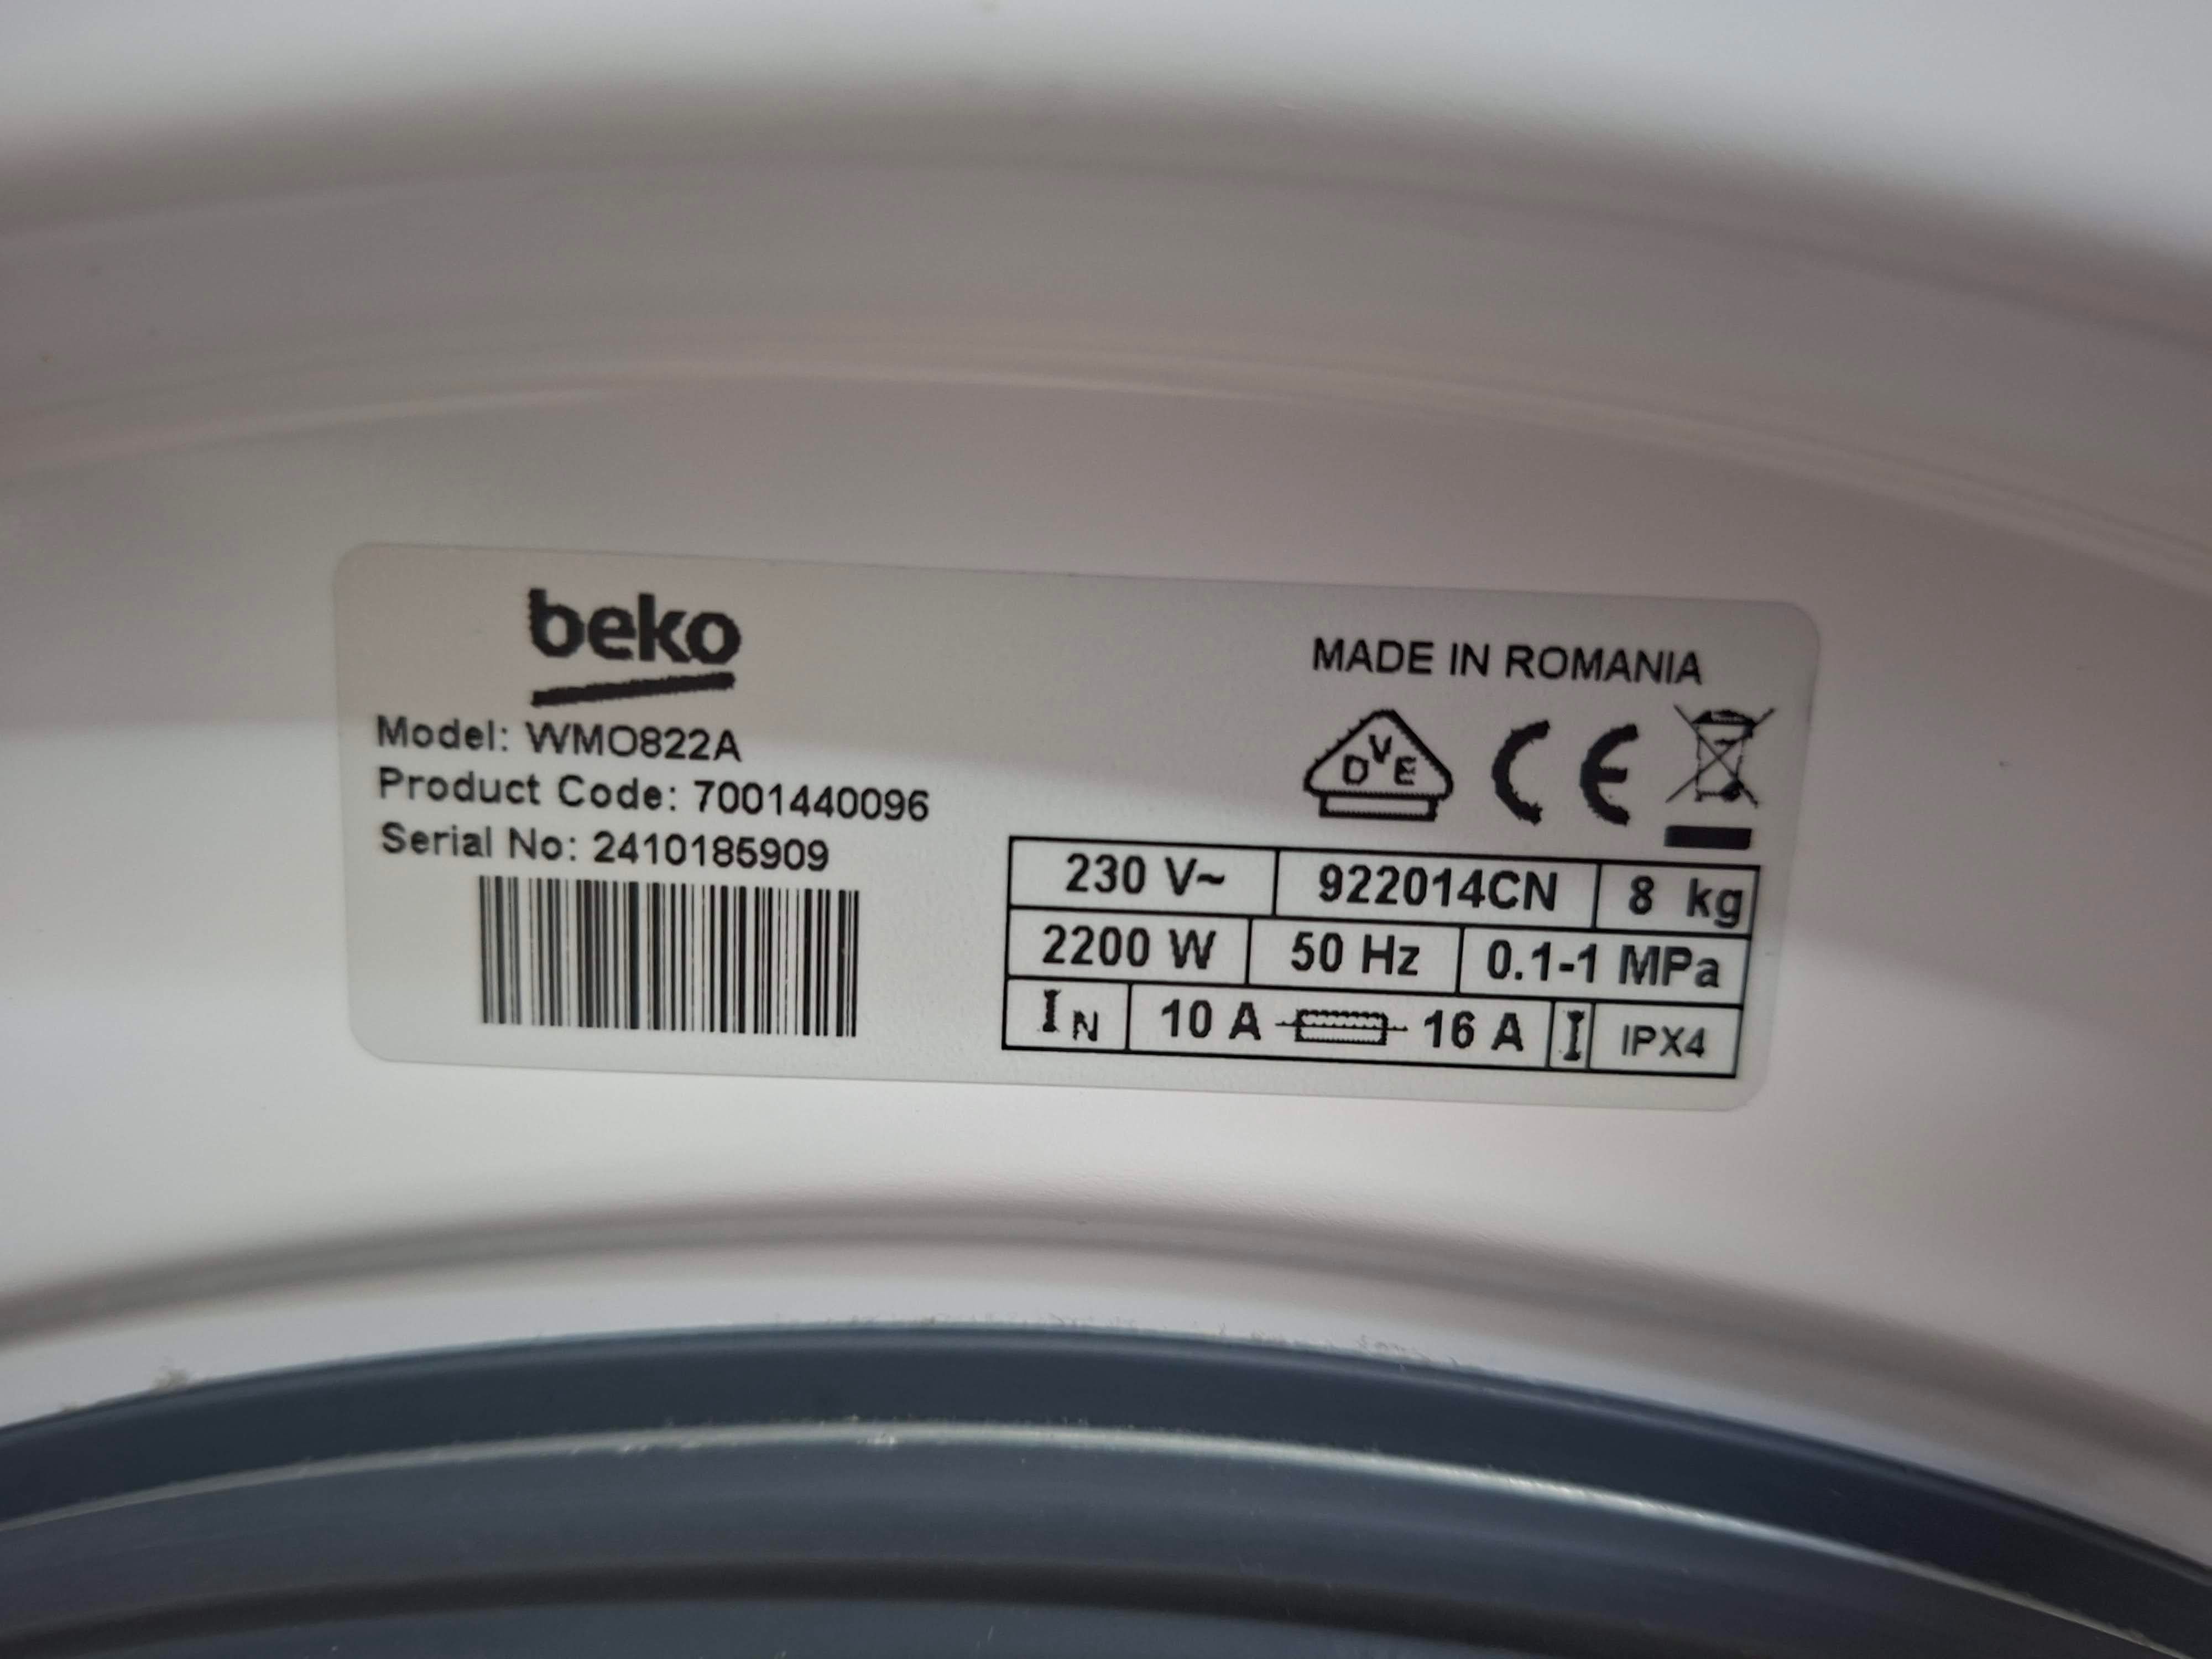 beko
Model: WMO822A
Product Code: 7001440096
Serial No: 2410185909
MADE IN ROMANIA
DVE
CE
230 V~ 922014CN 8 kg
2200 W 50 Hz 0.1-1 MPa
IN 10 A 16 A I IPX4